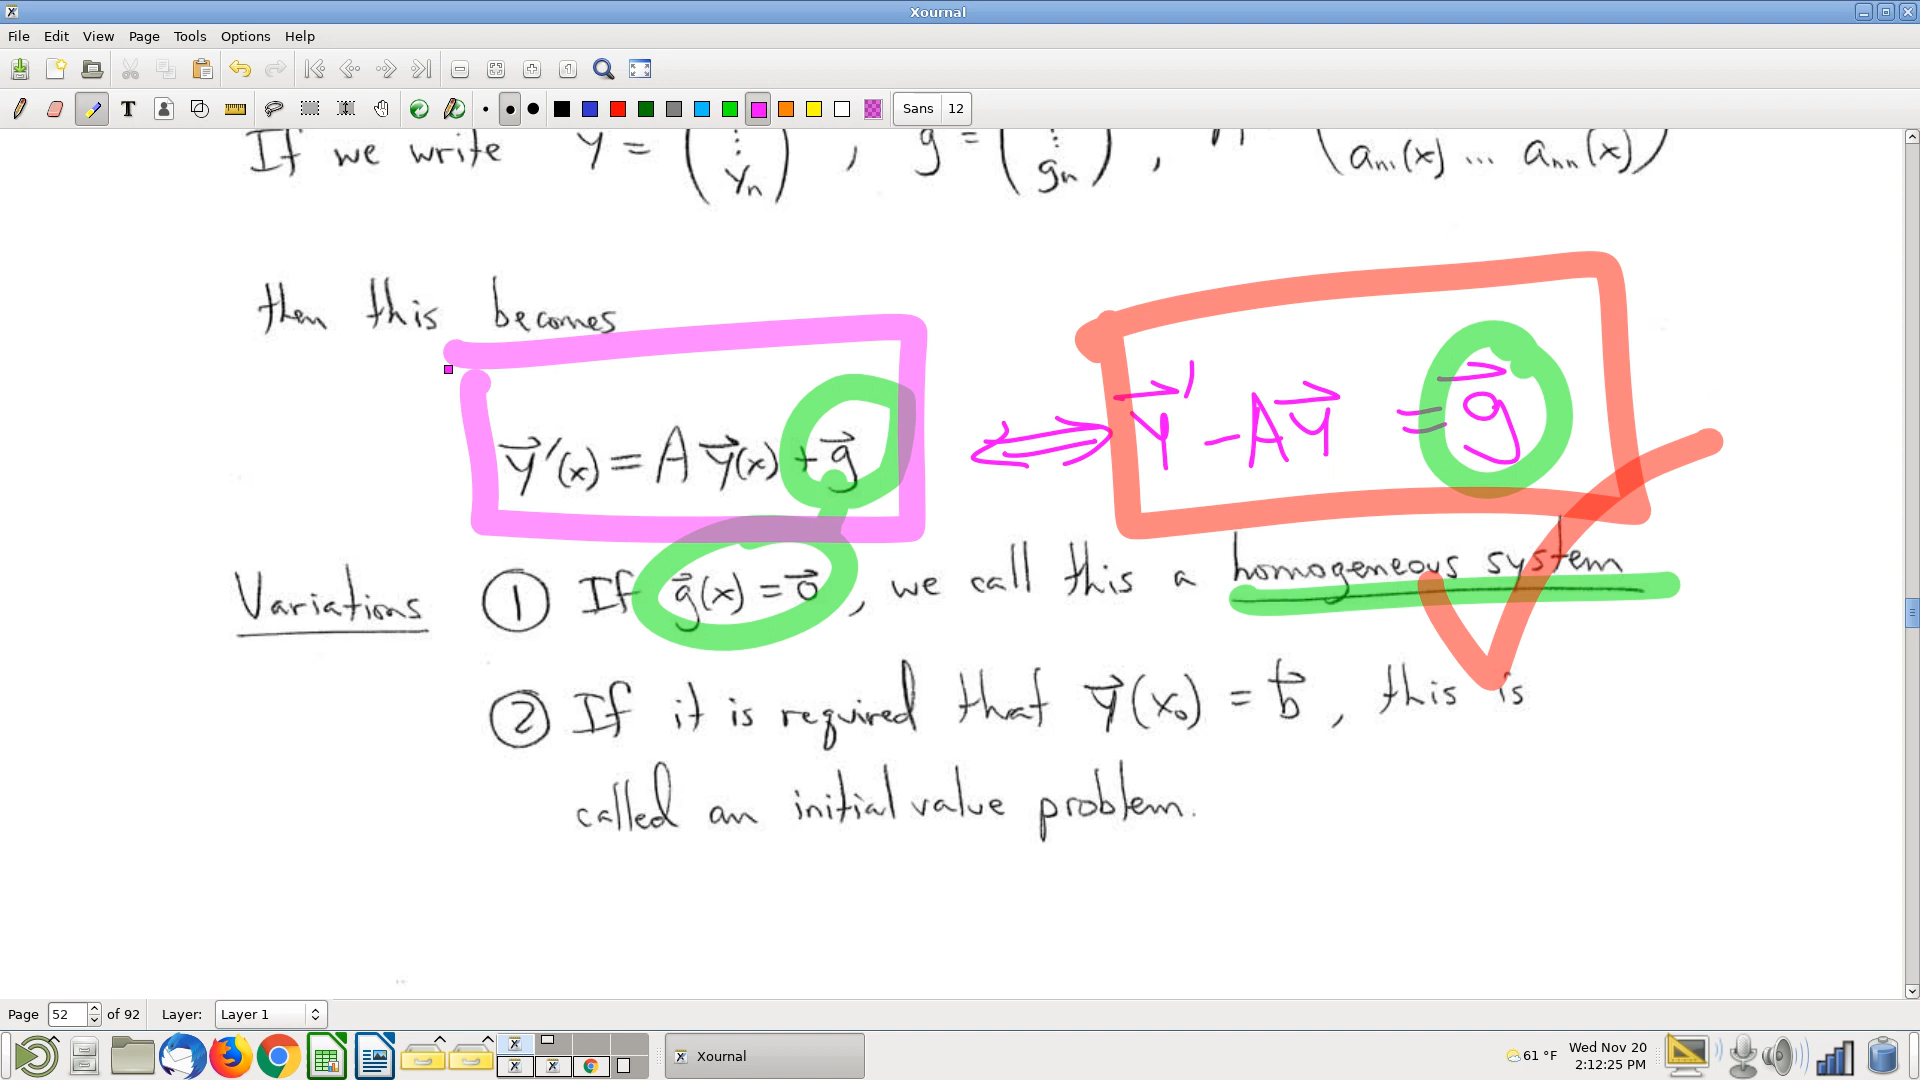 Xournal
File Edit View Page Tools Options Help
Sans 12
If we write y = (⋮ yₙ) , g = (⋮ gₙ) , (aₙ₁(x) ... aₙₙ(x))
then this becomes
y⃗′(x) = A y⃗(x) + g⃗ ⟺ y⃗′ − A y⃗ = g⃗
Variations ① If g⃗(x) = 0⃗ , we call this a homogeneous system
② If it is required that y⃗(x₀) = b⃗ , this is
called an initial value problem.
Page 52 of 92 Layer: Layer 1
Xournal
61 °F
Wed Nov 20
2:12:25 PM